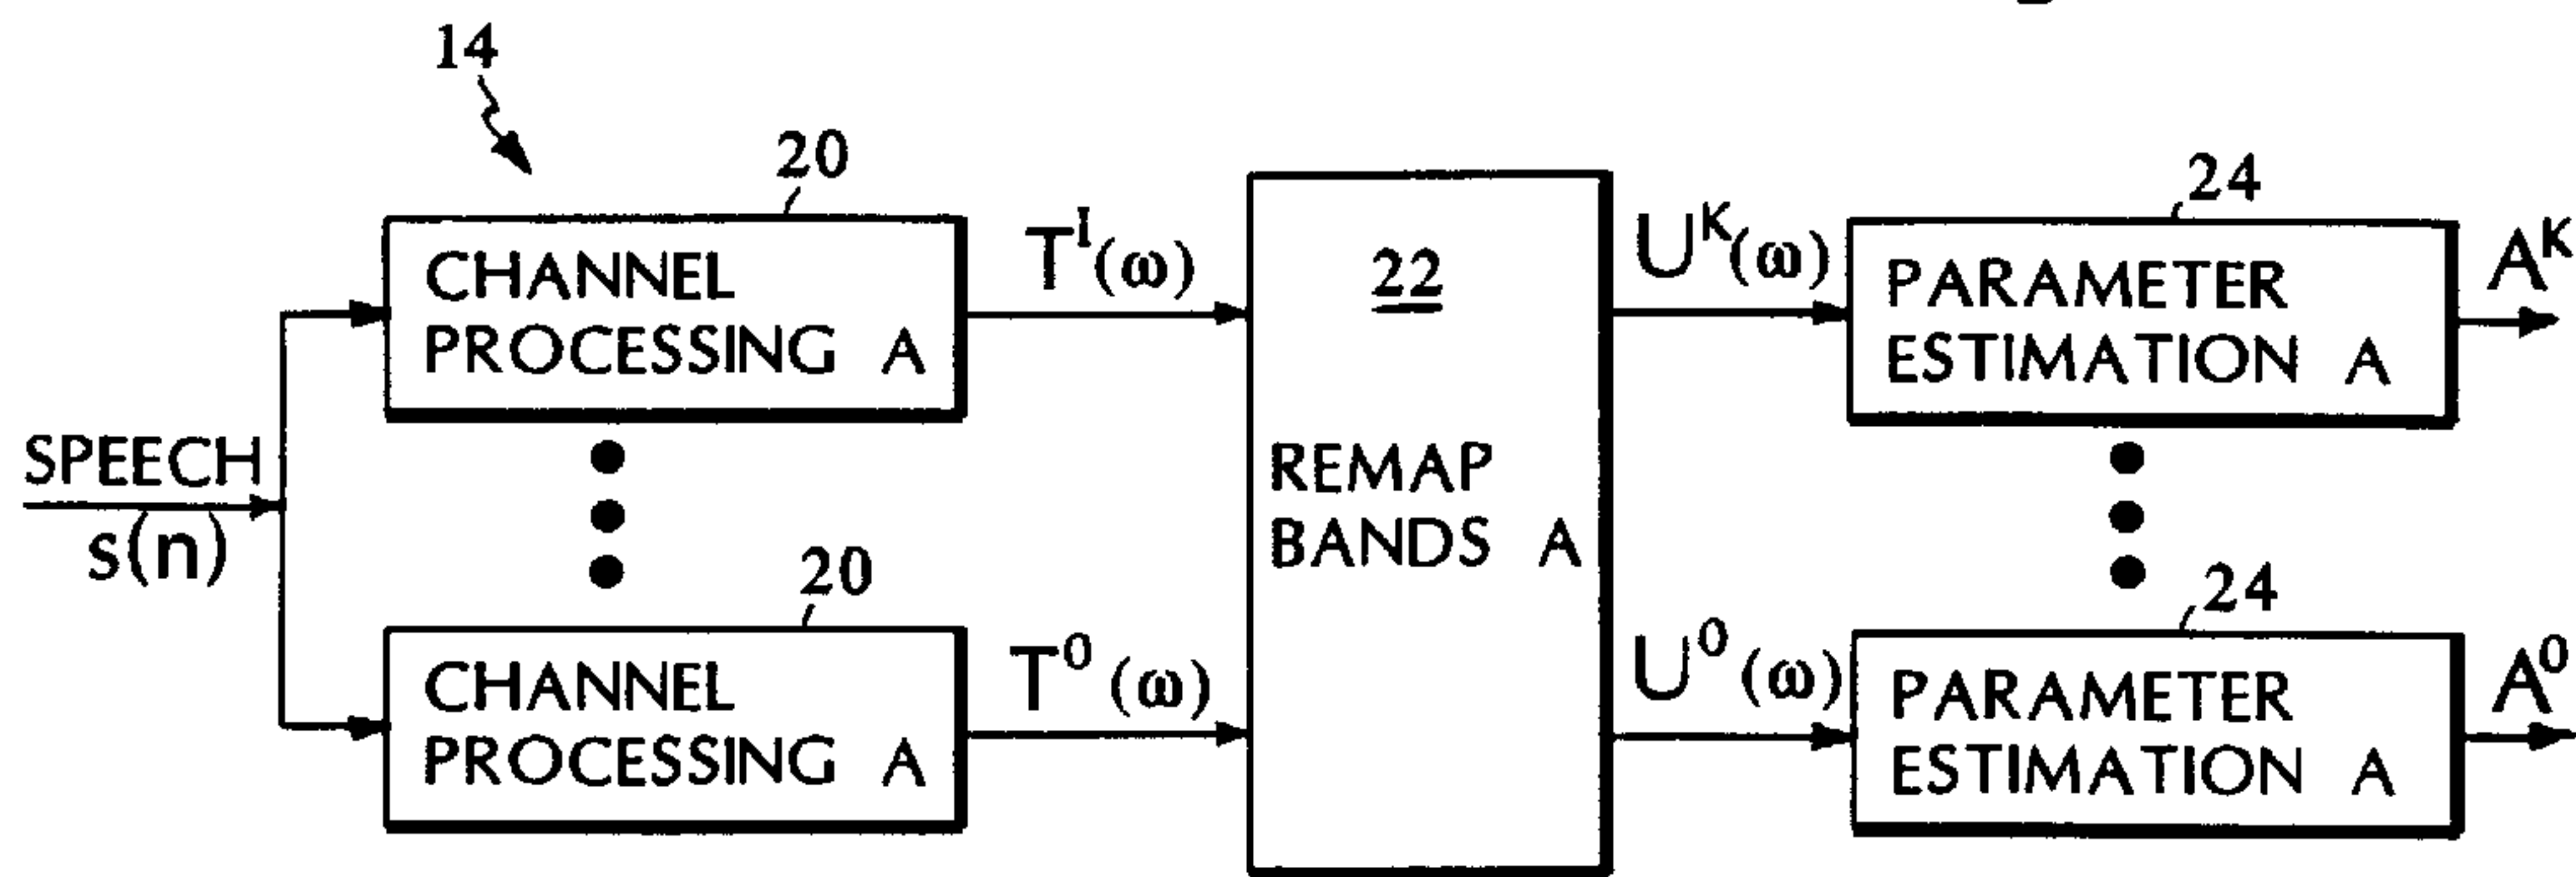 14
20
CHANNEL
PROCESSING A
T^I(ω)
22
REMAP
BANDS A
U^K(ω)
24
PARAMETER
ESTIMATION A
A^K
SPEECH
s(n)
20
CHANNEL
PROCESSING A
T^0(ω)
U^0(ω)
24
PARAMETER
ESTIMATION A
A^0